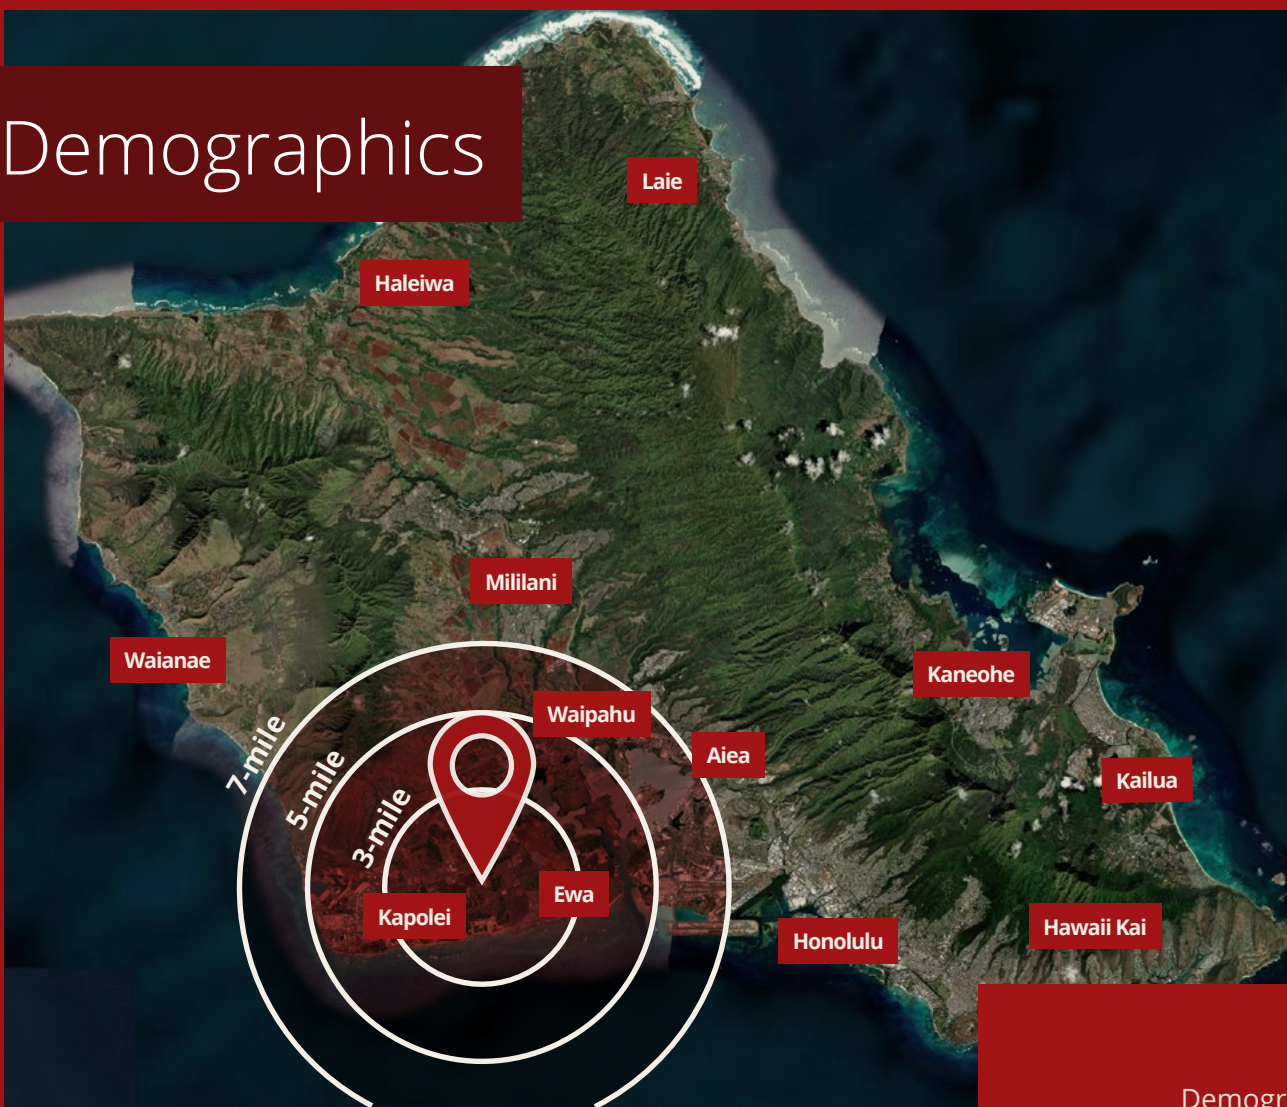 Demographics
Laie
Haleiwa
Mililani
Waianae
Kaneohe
Waipahu
Aiea
Kailua
7-mile
5-mile
3-mile
Ewa
Kapolei
Hawaii Kai
Honolulu
Demogr